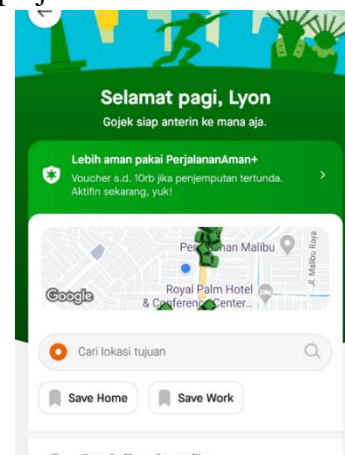 Selamat pagi, Lyon
Gojek siap anterin ke mana aja.
Lebih aman pakai PerjalananAman+
Voucher s.d. 10rb jika penjemputan tertunda.
Aktifin sekarang, yuk!
Malibu
Jl. Malibu Raya
Royal Palm Hotel
& Conference Center...
Google
Cari lokasi tujuan
Save Home
Save Work